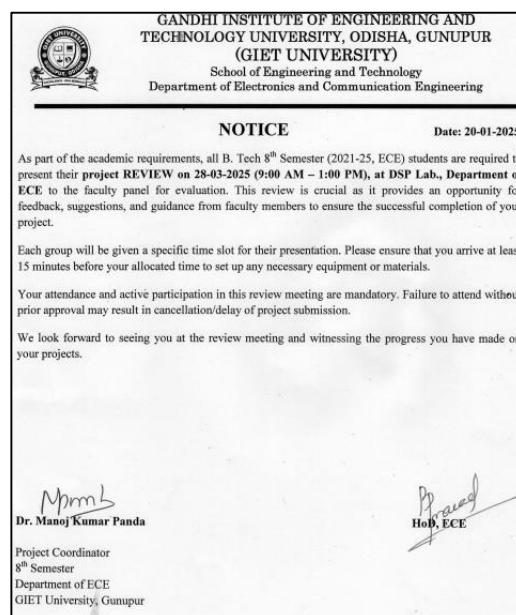 GANDHI INSTITUTE OF ENGINEERING AND
TECHNOLOGY UNIVERSITY, ODISHA, GUNUPUR
(GIET UNIVERSITY)
School of Engineering and Technology
Department of Electronics and Communication Engineering
NOTICE
Date: 20-01-2025
As part of the academic requirements, all B. Tech 8th Semester (2021-25, ECE) students are required t
present their project REVIEW on 28-03-2025 (9:00 AM – 1:00 PM), at DSP Lab., Department o
ECE to the faculty panel for evaluation. This review is crucial as it provides an opportunity fo
feedback, suggestions, and guidance from faculty members to ensure the successful completion of you
project.
Each group will be given a specific time slot for their presentation. Please ensure that you arrive at leas
15 minutes before your allocated time to set up any necessary equipment or materials.
Your attendance and active participation in this review meeting are mandatory. Failure to attend withou
prior approval may result in cancellation/delay of project submission.
We look forward to seeing you at the review meeting and witnessing the progress you have made o
your projects.
Dr. Manoj Kumar Panda
HoD, ECE
Project Coordinator
8th Semester
Department of ECE
GIET University, Gunupur